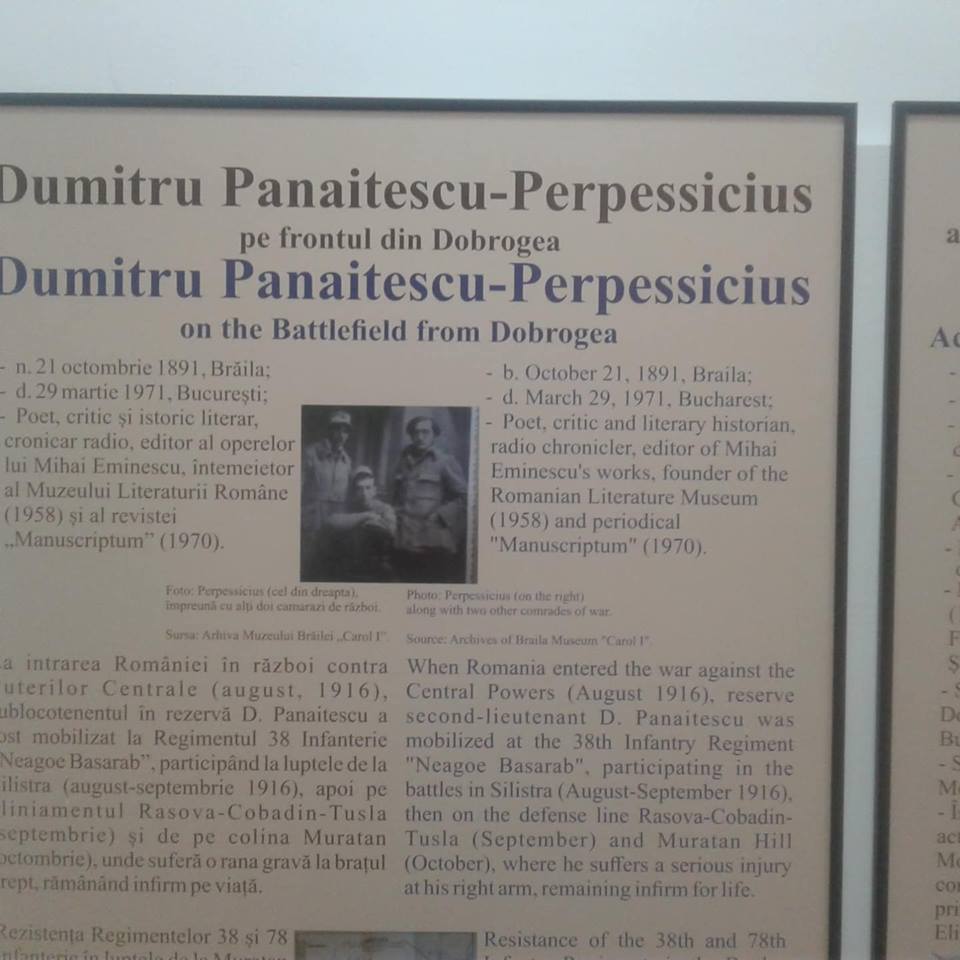 Dumitru Panaitescu-Perpessicius
pe frontul din Dobrogea
Dumitru Panaitescu-Perpessicius
on the Battlefield from Dobrogea
- n. 21 octombrie 1891, Brăila;
- d. 29 martie 1971, București;
- Poet, critic și istoric literar,
cronicar radio, editor al operelor
lui Mihai Eminescu, întemeietor
al Muzeului Literaturii Române
(1958) și al revistei
„Manuscriptum” (1970).
- b. October 21, 1891, Braila;
- d. March 29, 1971, Bucharest;
- Poet, critic and literary historian,
radio chronicler, editor of Mihai
Eminescu's works, founder of the
Romanian Literature Museum
(1958) and periodical
"Manuscriptum" (1970).
Foto: Perpessicius (cel din dreapta),
împreună cu alți doi camarazi de război.
Sursa: Arhiva Muzeului Brăilei „Carol I”.
Photo: Perpessicius (on the right)
along with two other comrades of war.
Source: Archives of Braila Museum "Carol I".
a intrarea României în război contra
uterilor Centrale (august, 1916),
ublocotenentul în rezervă D. Panaitescu a
ost mobilizat la Regimentul 38 Infanterie
Neagoe Basarab”, participând la luptele de la
ilistra (august-septembrie 1916), apoi pe
liniamentul Rasova-Cobadin-Tusla
septembrie) și de pe colina Muratan
octombrie), unde suferă o rana gravă la brațul
rept, rămânând infirm pe viață.
When Romania entered the war against the
Central Powers (August 1916), reserve
second-lieutenant D. Panaitescu was
mobilized at the 38th Infantry Regiment
"Neagoe Basarab", participating in the
battles in Silistra (August-September 1916),
then on the defense line Rasova-Cobadin-
Tusla (September) and Muratan Hill
(October), where he suffers a serious injury
at his right arm, remaining infirm for life.
Rezistența Regimentelor 38 și 78
Resistance of the 38th and 78th